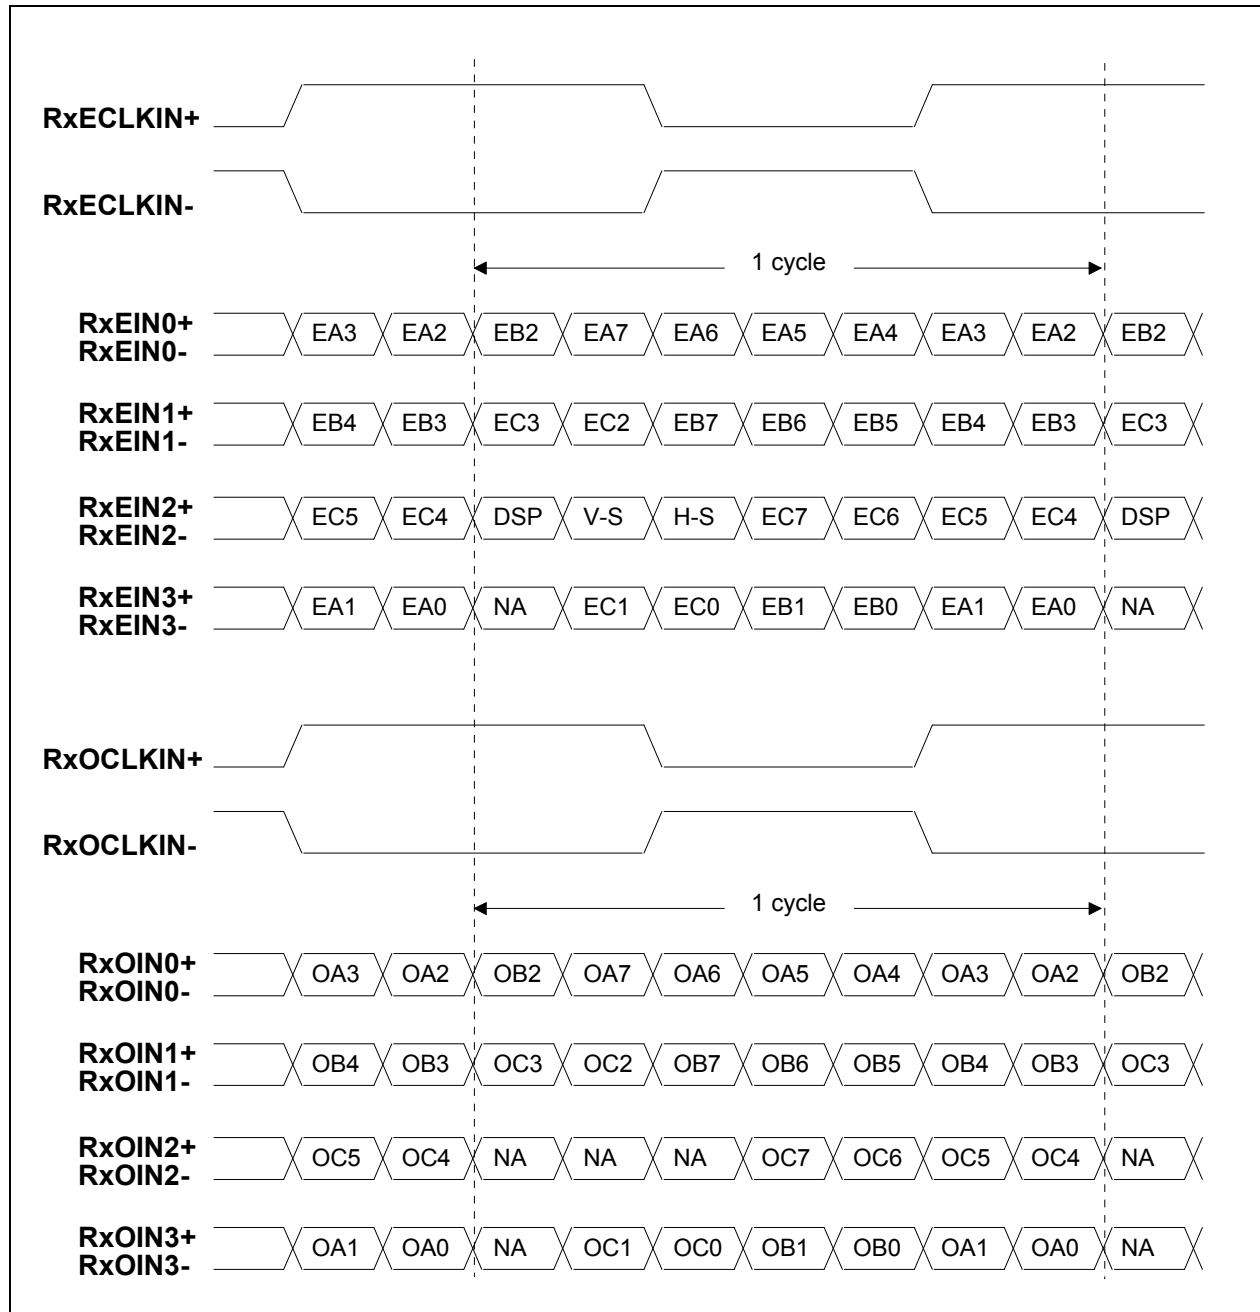 RxECLKIN+
RxECLKIN-
1 cycle
RxEIN0+
RxEIN0-
EA3 EA2 EB2 EA7 EA6 EA5 EA4 EA3 EA2 EB2
RxEIN1+
RxEIN1-
EB4 EB3 EC3 EC2 EB7 EB6 EB5 EB4 EB3 EC3
RxEIN2+
RxEIN2-
EC5 EC4 DSP V-S H-S EC7 EC6 EC5 EC4 DSP
RxEIN3+
RxEIN3-
EA1 EA0 NA EC1 EC0 EB1 EB0 EA1 EA0 NA
RxOCLKIN+
RxOCLKIN-
1 cycle
RxOIN0+
RxOIN0-
OA3 OA2 OB2 OA7 OA6 OA5 OA4 OA3 OA2 OB2
RxOIN1+
RxOIN1-
OB4 OB3 OC3 OC2 OB7 OB6 OB5 OB4 OB3 OC3
RxOIN2+
RxOIN2-
OC5 OC4 NA NA NA OC7 OC6 OC5 OC4 NA
RxOIN3+
RxOIN3-
OA1 OA0 NA OC1 OC0 OB1 OB0 OA1 OA0 NA